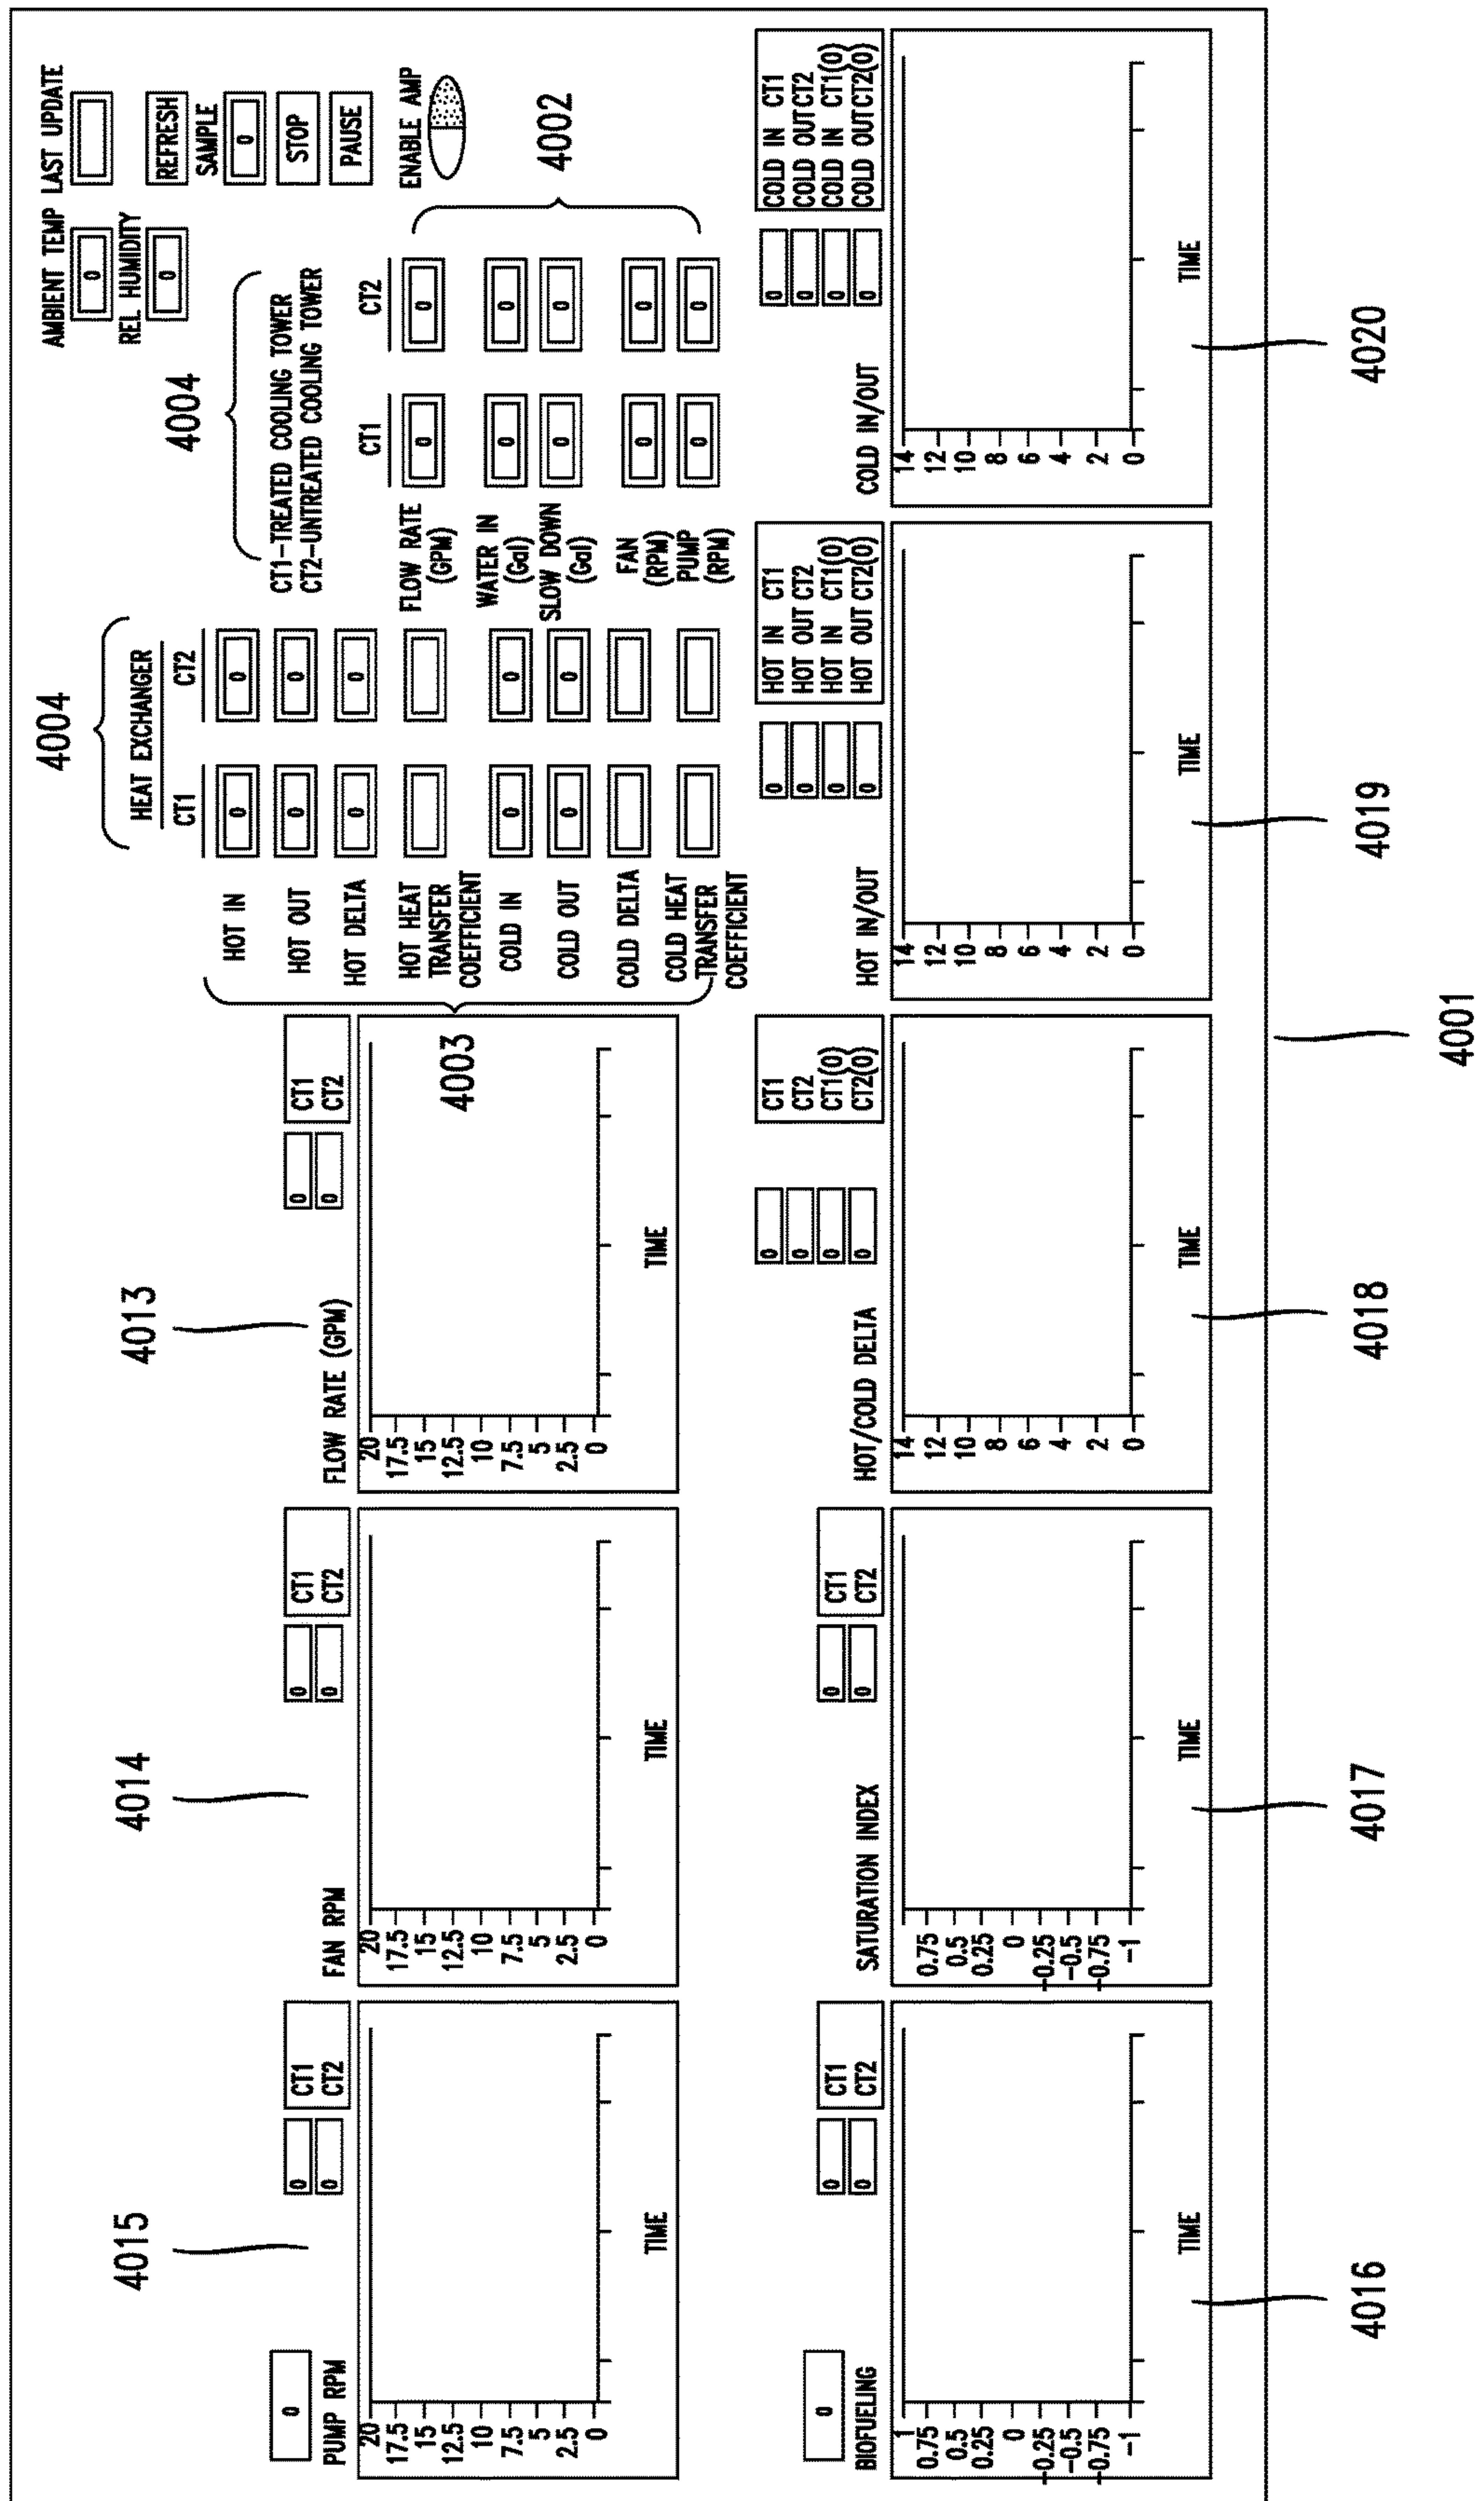 4015
4014
4013
4004
4004
AMBIENT TEMP
LAST UPDATE
0
REL HUMIDITY
REFRESH
0
SAMPLE
0
STOP
PAUSE
ENABLE AMP
0
PUMP RPM
0 CT1
0 CT2
20
17.5
15
12.5
10
7.5
5
2.5
0
TIME
FAN RPM
0 CT1
0 CT2
20
17.5
15
12.5
10
7.5
5
2.5
0
TIME
FLOW RATE (GPM)
0 CT1
0 CT2
20
17.5
15
12.5
10
7.5
5
2.5
0
TIME
4003
HEAT EXCHANGER
CT1 CT2
HOT IN 0 0
HOT OUT 0 0
HOT DELTA 0 0
HOT HEAT
TRANSFER
COEFFICIENT
COLD IN 0 0
COLD OUT 0 0
COLD DELTA
COLD HEAT
TRANSFER
COEFFICIENT
CT1-TREATED COOLING TOWER
CT2-UNTREATED COOLING TOWER
CT1 CT2
FLOW RATE 0 0
(GPM)
WATER IN 0 0
(Gal)
SLOW DOWN 0 0
(Gal)
FAN 0 0
(RPM)
PUMP 0 0
(RPM)
4002
0
BIOFUELING
0 CT1
0 CT2
1
0.75
0.5
0.25
0
-0.25
-0.5
-0.75
-1
TIME
SATURATION INDEX
0 CT1
0 CT2
0.75
0.5
0.25
0
-0.25
-0.5
-0.75
-1
TIME
HOT/COLD DELTA
0 CT1
0 CT2
0 CT1(0)
0 CT2(0)
14
12
10
8
6
4
2
0
TIME
HOT IN/OUT
0 HOT IN CT1
0 HOT OUT CT2
0 HOT IN CT1(0)
0 HOT OUT CT2(0)
14
12
10
8
6
4
2
0
TIME
COLD IN/OUT
0 COLD IN CT1
0 COLD OUT CT2
0 COLD IN CT1(0)
0 COLD OUT CT2(0)
14
12
10
8
6
4
2
0
TIME
4016
4017
4018
4019
4020
4001